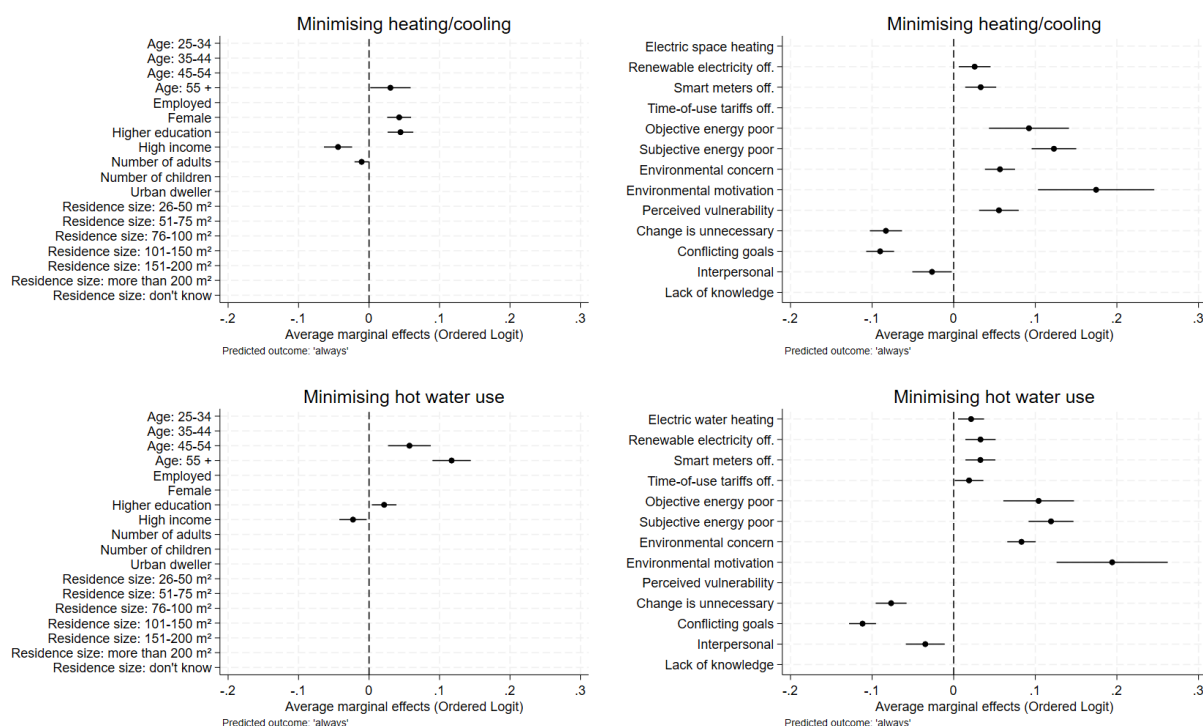 Minimising heating/cooling
Age: 25-34
Age: 35-44
Age: 45-54
Age: 55 +
Employed
Female
Higher education
High income
Number of adults
Number of children
Urban dweller
Residence size: 26-50 m²
Residence size: 51-75 m²
Residence size: 76-100 m²
Residence size: 101-150 m²
Residence size: 151-200 m²
Residence size: more than 200 m²
Residence size: don't know
-.2 -.1 0 .1 .2 .3
Average marginal effects (Ordered Logit)
Predicted outcome: 'always'
Minimising heating/cooling
Electric space heating
Renewable electricity off.
Smart meters off.
Time-of-use tariffs off.
Objective energy poor
Subjective energy poor
Environmental concern
Environmental motivation
Perceived vulnerability
Change is unnecessary
Conflicting goals
Interpersonal
Lack of knowledge
-.2 -.1 0 .1 .2 .3
Average marginal effects (Ordered Logit)
Predicted outcome: 'always'
Minimising hot water use
Age: 25-34
Age: 35-44
Age: 45-54
Age: 55 +
Employed
Female
Higher education
High income
Number of adults
Number of children
Urban dweller
Residence size: 26-50 m²
Residence size: 51-75 m²
Residence size: 76-100 m²
Residence size: 101-150 m²
Residence size: 151-200 m²
Residence size: more than 200 m²
Residence size: don't know
-.2 -.1 0 .1 .2 .3
Average marginal effects (Ordered Logit)
Predicted outcome: 'always'
Minimising hot water use
Electric water heating
Renewable electricity off.
Smart meters off.
Time-of-use tariffs off.
Objective energy poor
Subjective energy poor
Environmental concern
Environmental motivation
Perceived vulnerability
Change is unnecessary
Conflicting goals
Interpersonal
Lack of knowledge
-.2 -.1 0 .1 .2 .3
Average marginal effects (Ordered Logit)
Predicted outcome: 'always'